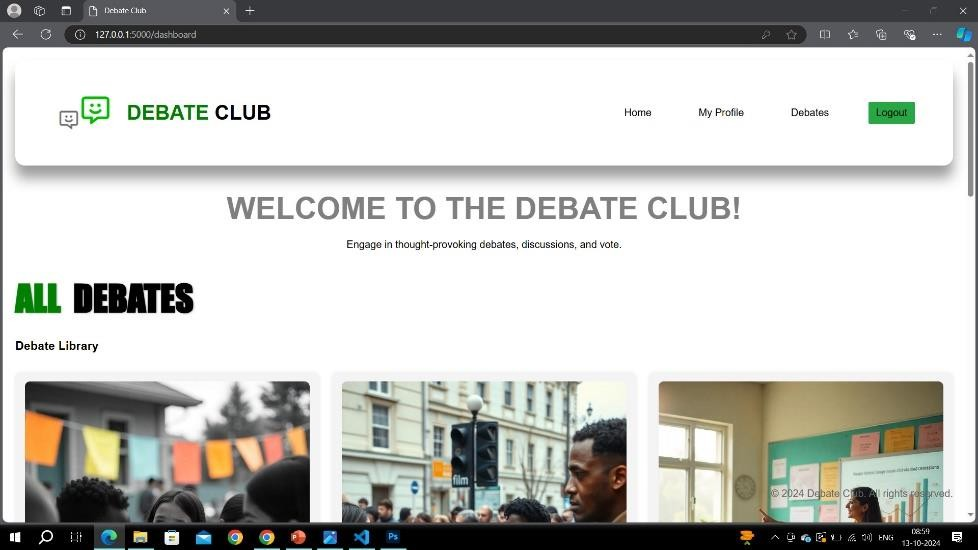 Debate Club
127.0.0.1:5000/dashboard
DEBATE CLUB
Home
My Profile
Debates
Logout
WELCOME TO THE DEBATE CLUB!
Engage in thought-provoking debates, discussions, and vote.
ALL DEBATES
Debate Library
film
© 2024 Debate Club. All rights reserved.
ENG
08:59
13-10-2024